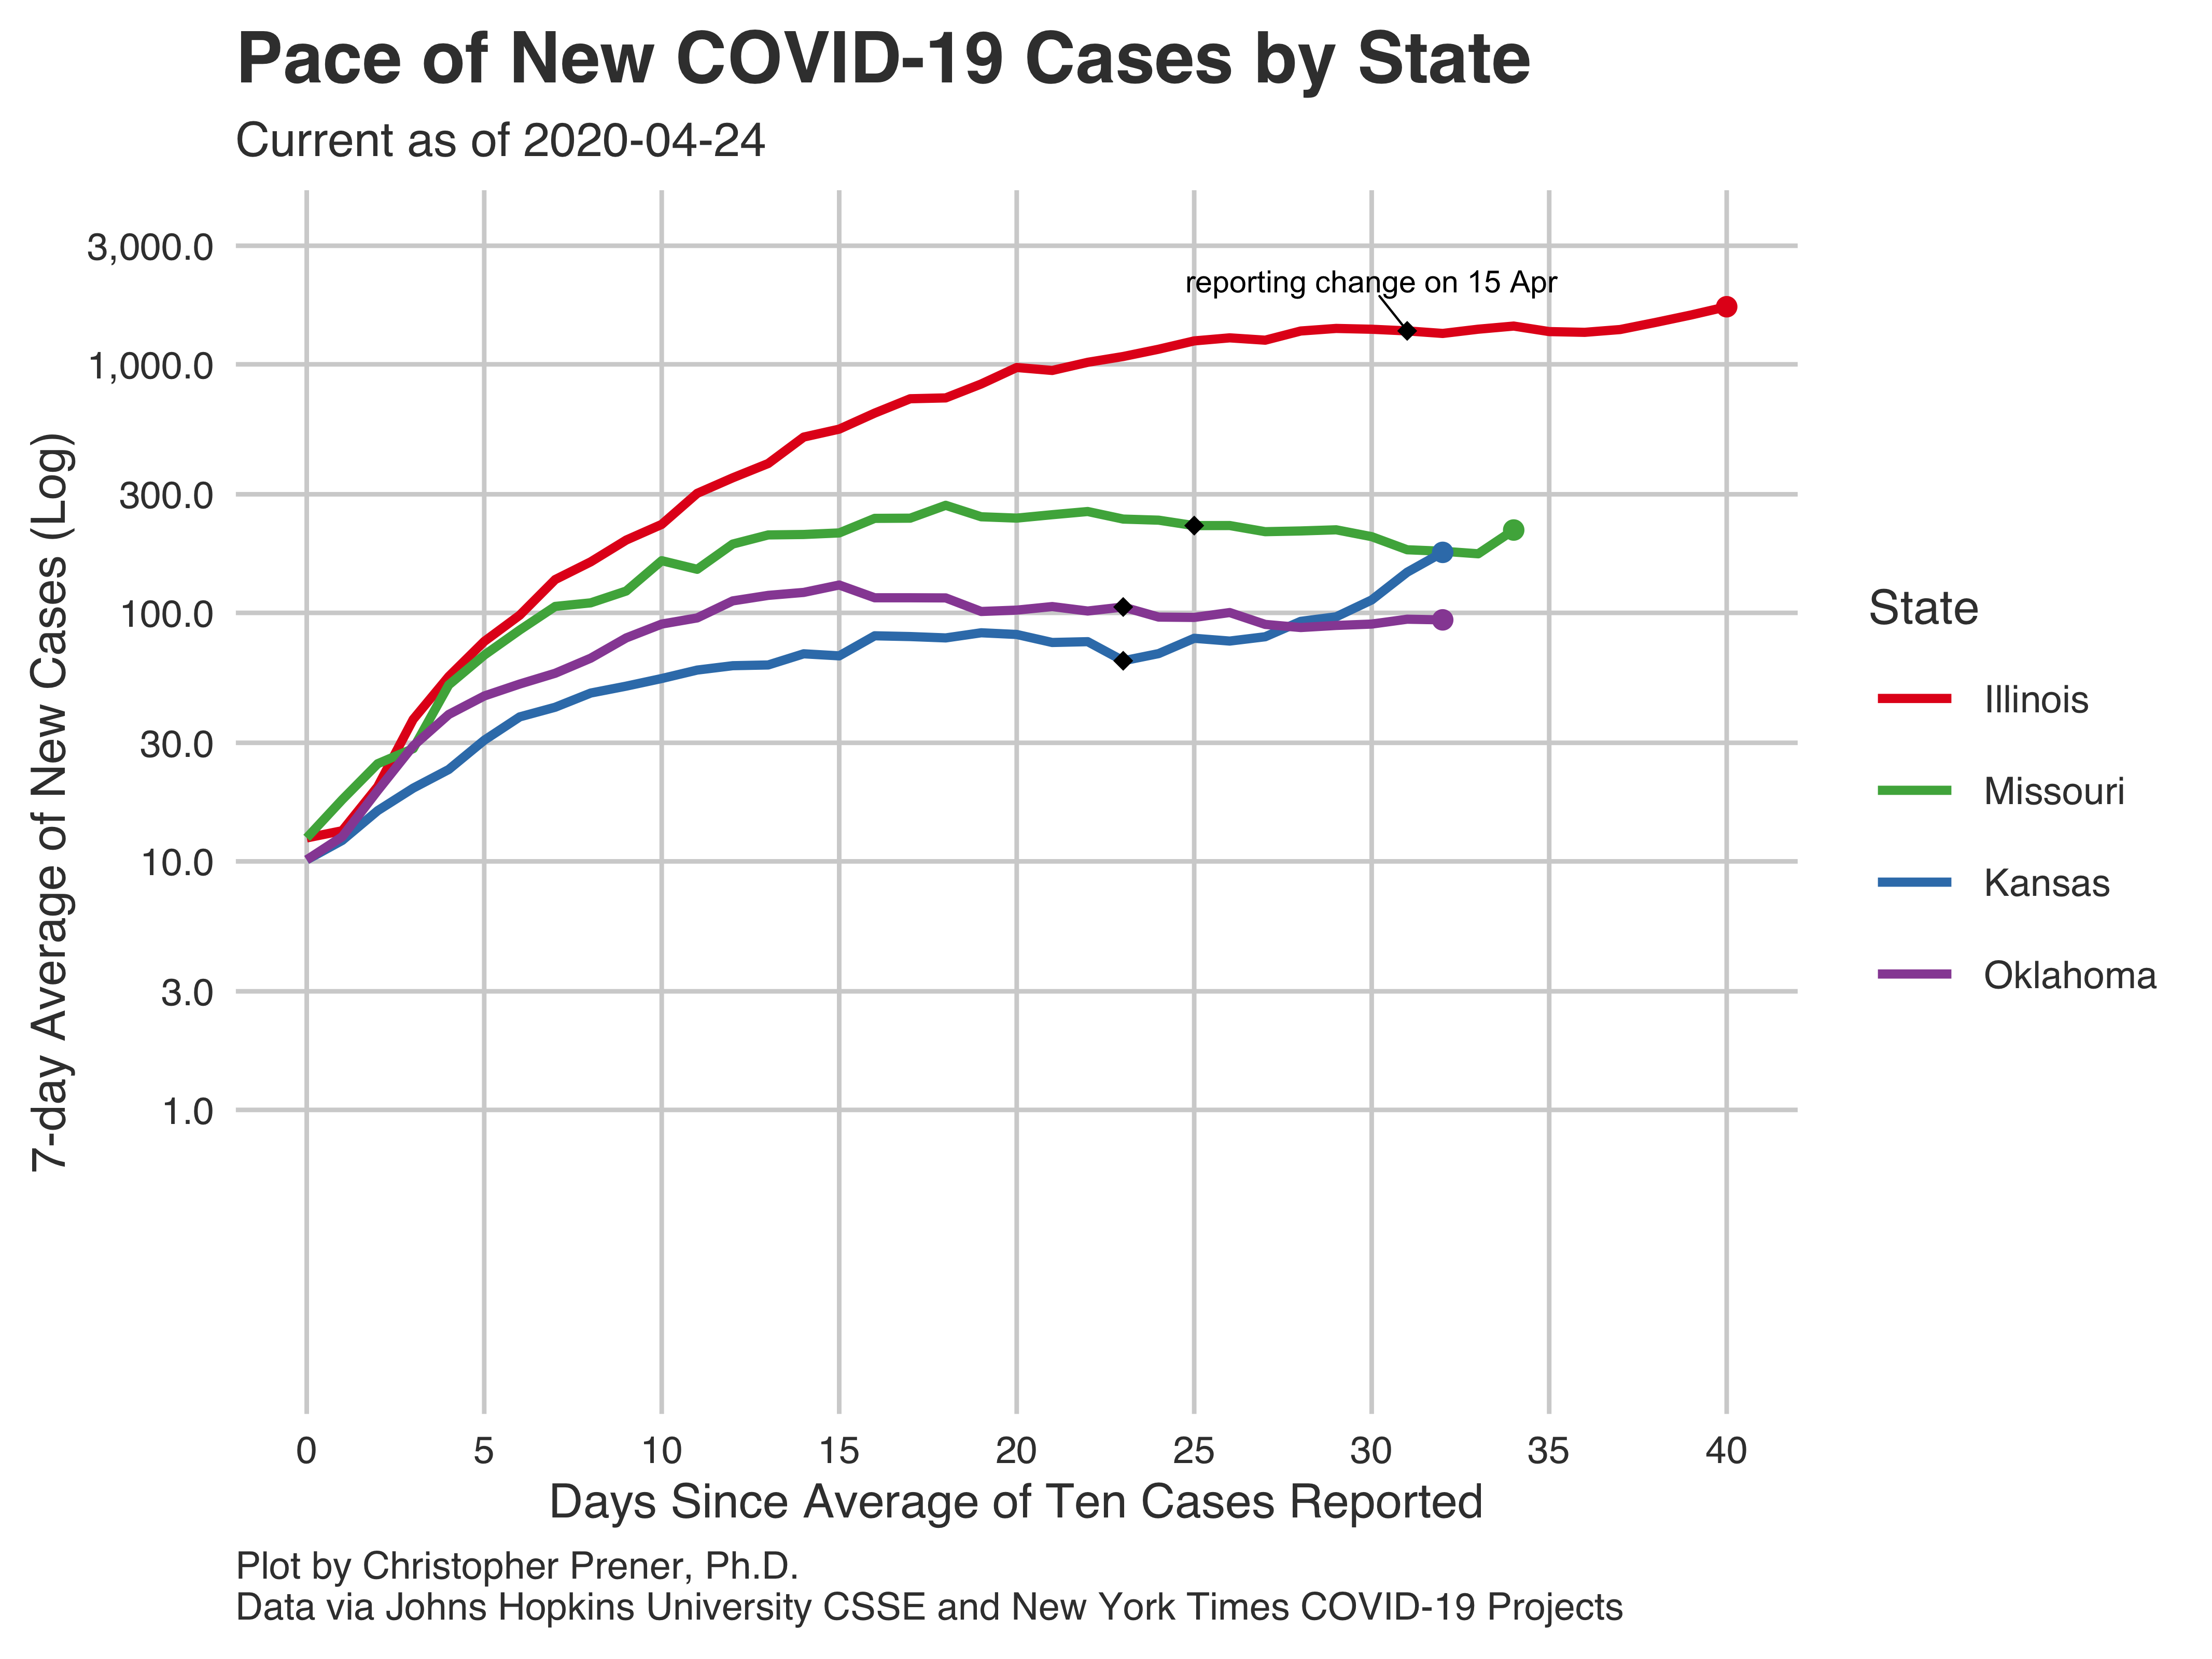 Pace of New COVID-19 Cases by State
Current as of 2020-04-24
7-day Average of New Cases (Log)
3,000.0
1,000.0
300.0
100.0
30.0
10.0
3.0
1.0
reporting change on 15 Apr
State
Illinois
Missouri
Kansas
Oklahoma
0 5 10 15 20 25 30 35 40
Days Since Average of Ten Cases Reported
Plot by Christopher Prener, Ph.D.
Data via Johns Hopkins University CSSE and New York Times COVID-19 Projects